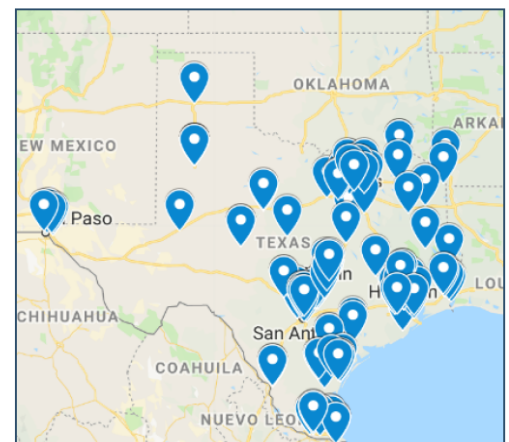 OKLAHOMA
ARKA
EW MEXICO
Paso
TEXAS
LOU
CHIHUAHUA
San Ant
COAHUILA
NUEVO LEO